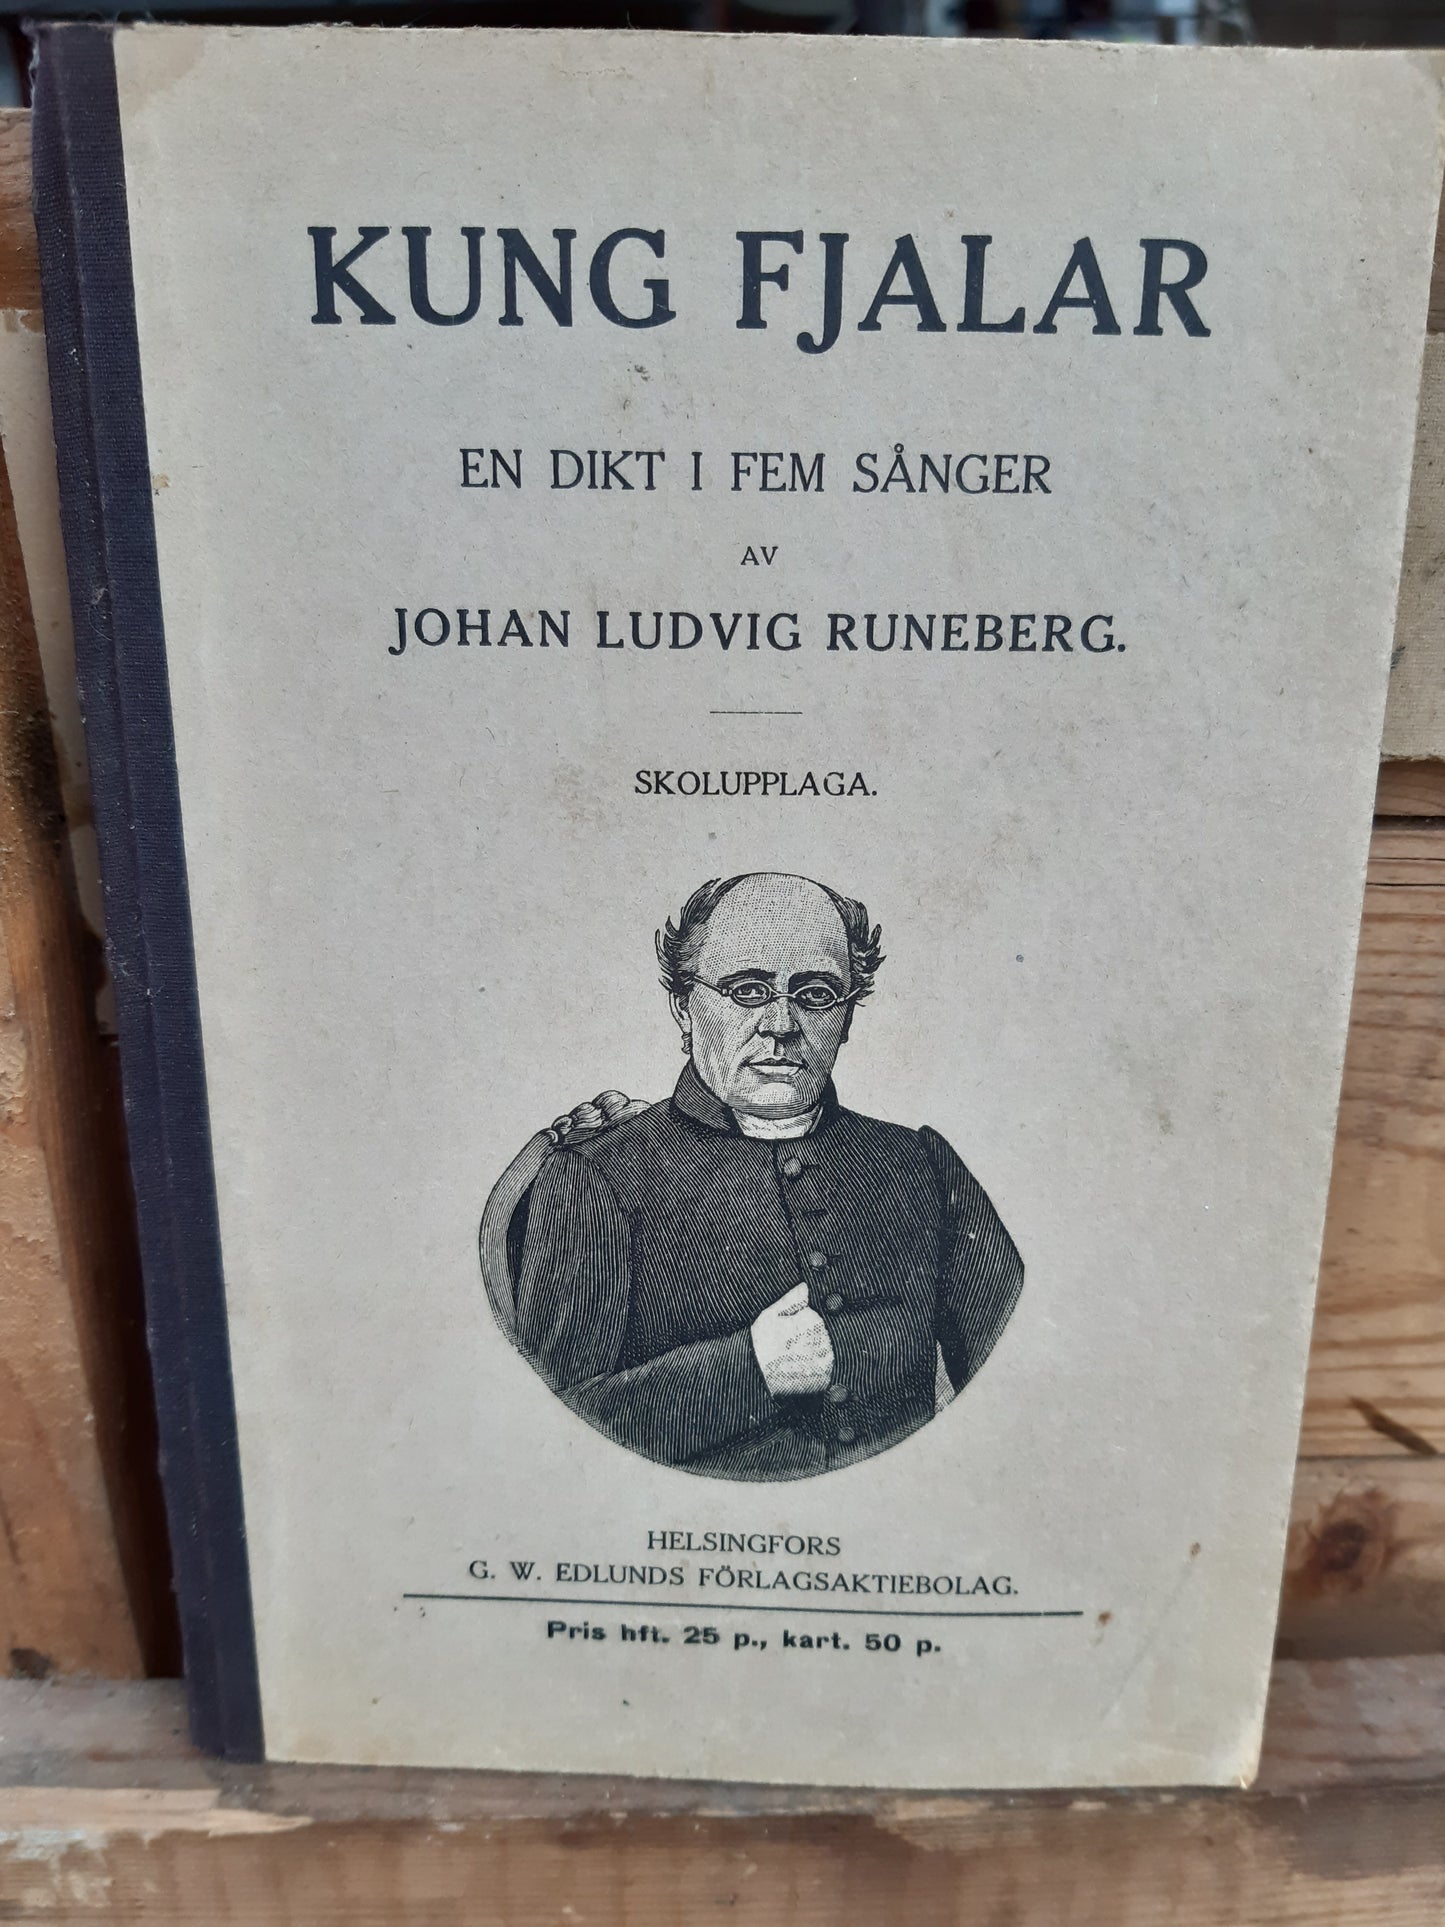 KUNG FJALAR
EN DIKT I FEM SÅNGER
AV
JOHAN LUDVIG RUNEBERG.
SKOLUPPLAGA.
HELSINGFORS
G. W. EDLUNDS FÖRLAGSAKTIEBOLAG.
Pris hft. 25 p., kart. 50 p.